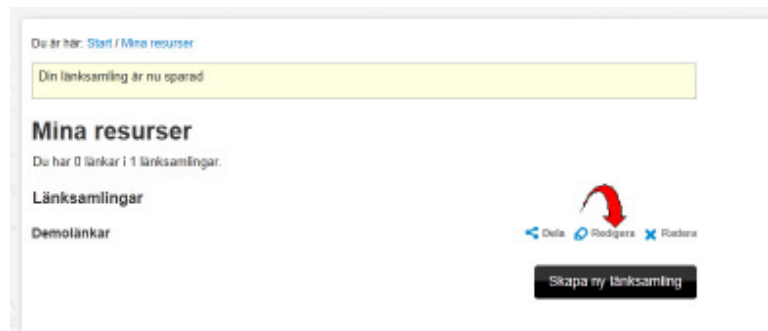 Du är här: Start / Mina resurser
Din länksamling är nu sparad
Mina resurser
Du har 0 länkar i 1 länksamlingar.
Länksamlingar
Demolänkar Dela Redigera Radera
Skapa ny länksamling